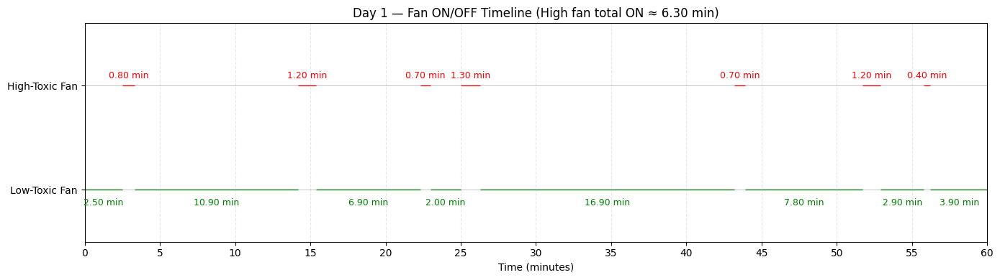 Day 1 — Fan ON/OFF Timeline (High fan total ON ≈ 6.30 min)
High-Toxic Fan
0.80 min 1.20 min 0.70 min 1.30 min 0.70 min 1.20 min 0.40 min
Low-Toxic Fan
2.50 min 10.90 min 6.90 min 2.00 min 16.90 min 7.80 min 2.90 min 3.90 min
0 5 10 15 20 25 30 35 40 45 50 55 60
Time (minutes)